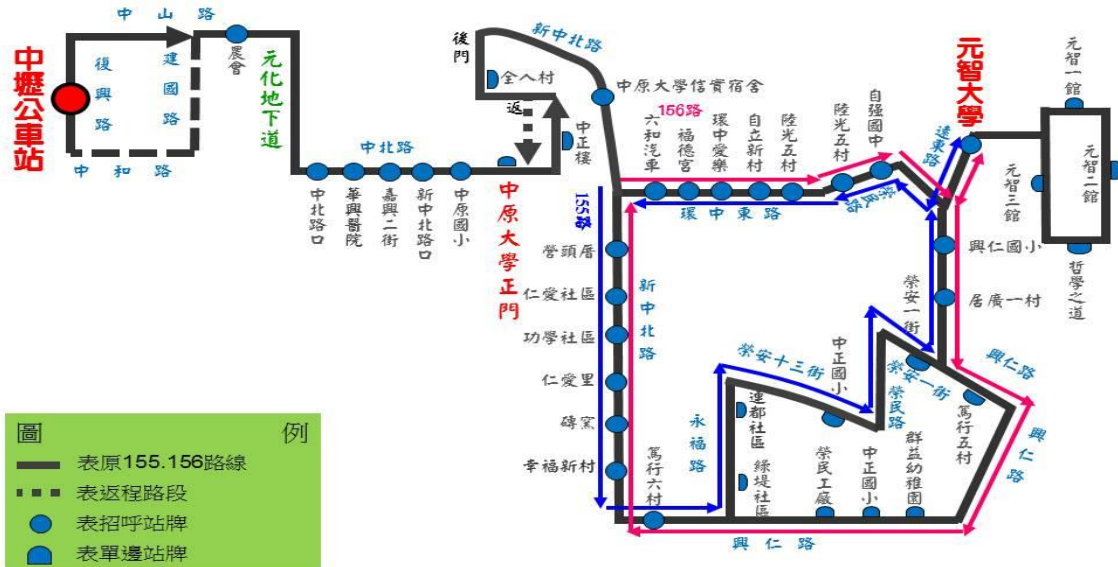 中山路
中壢公車站
復興路
建國路
中和路
農會
元化地下道
中北路
中北路口
華興醫院
嘉興二街
新中北路口
中原國小
中原大學正門
後門
全人村
返
中正樓
新中北路
中原大學信實宿舍
156路
六和汽車
福德宮
環中愛樂
自立新村
陸光五村
陸光五村
自強國中
榮民路
環中東路
元智大學
遠東路
元智一館
元智二館
元智三館
哲學之道
155路
營頭厝
仁愛社區
功學社區
仁愛里
磚窯
幸福新村
新中北路
篤行六村
永福路
榮安十三街
連都社區
綠堤社區
中正國小
榮民路
榮安一街
榮安一街
興仁國小
居廣一村
興仁路
興仁路
篤行五村
榮民工廠
中正國小
群益幼稚園
興仁路
圖例
表原155.156路線
表返程路段
表招呼站牌
表單邊站牌